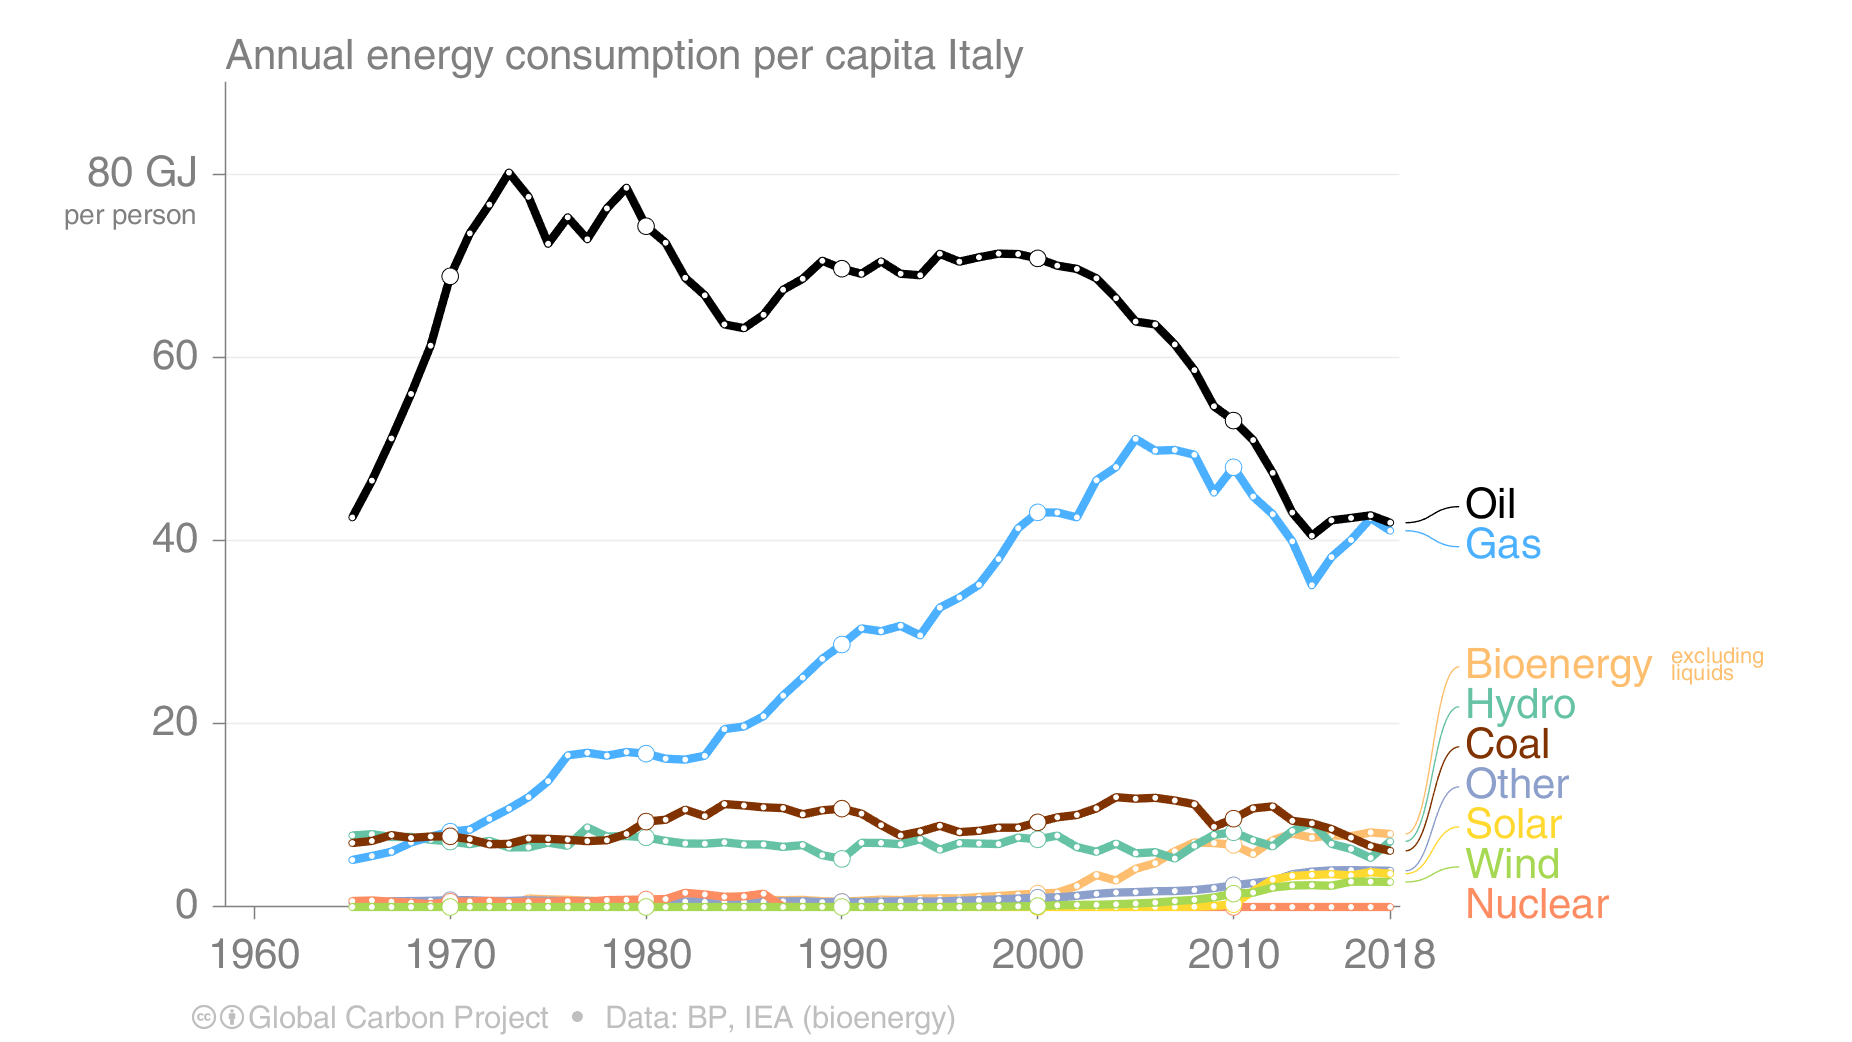 Annual energy consumption per capita Italy
80 GJ
per person
60
40
20
0
1960 1970 1980 1990 2000 2010 2018
Oil
Gas
Bioenergy excluding
liquids
Hydro
Coal
Other
Solar
Wind
Nuclear
cc Global Carbon Project • Data: BP, IEA (bioenergy)